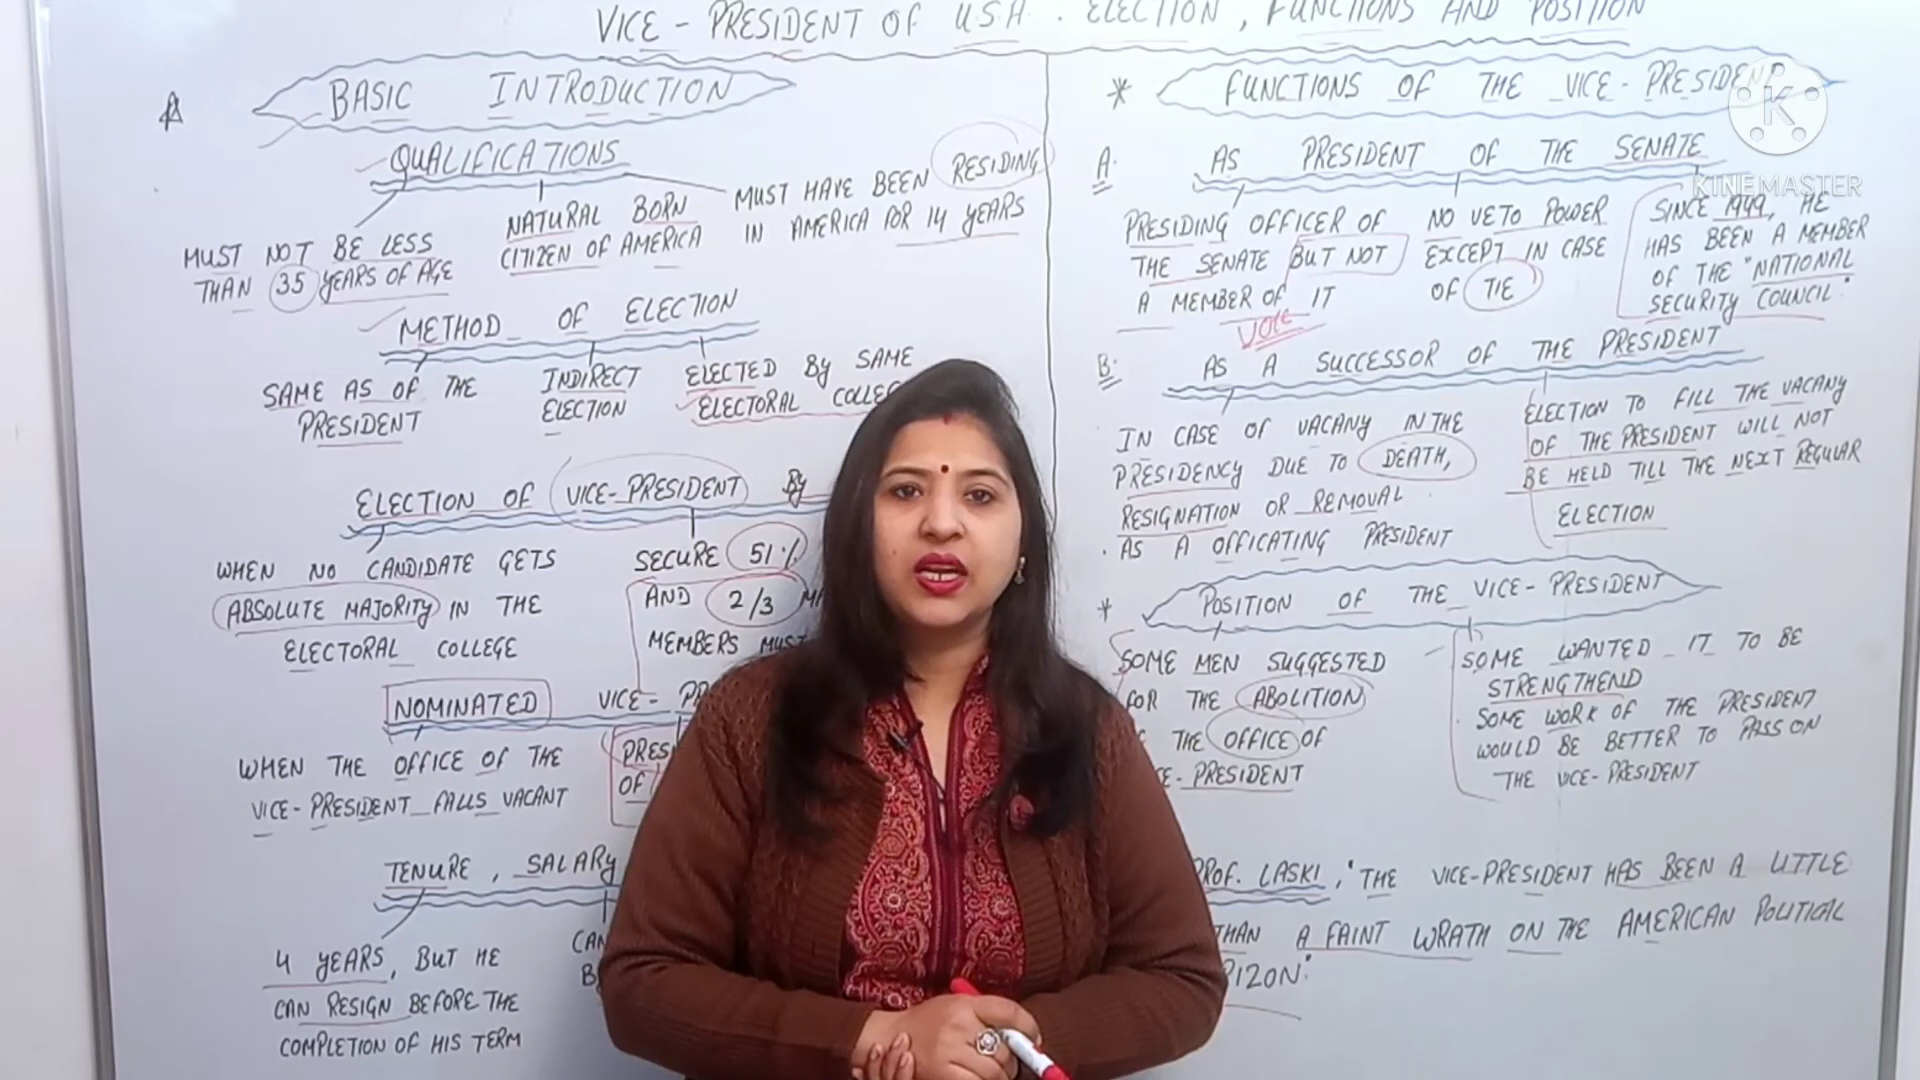 VICE-PRESIDENT OF U.S.A. ELECTION, FUNCTIONS AND POSITION
BASIC INTRODUCTION
QUALIFICATIONS
MUST NOT BE LESS
THAN 35 YEARS OF AGE
NATURAL BORN
CITIZEN OF AMERICA
MUST HAVE BEEN RESIDING
IN AMERICA FOR 14 YEARS
METHOD OF ELECTION
SAME AS OF THE
PRESIDENT
INDIRECT
ELECTION
ELECTED BY SAME
ELECTORAL
ELECTION OF VICE-PRESIDENT By
WHEN NO CANDIDATE GETS
ABSOLUTE MAJORITY IN THE
ELECTORAL COLLEGE
SECURE 51%
AND 2/3
MEMBERS MUST
NOMINATED VICE-
WHEN THE OFFICE OF THE
VICE-PRESIDENT FALLS VACANT
PRES
OF
TENURE, SALARY
4 YEARS, BUT HE
CAN RESIGN BEFORE THE
COMPLETION OF HIS TERM
* FUNCTIONS OF THE VICE-PRESIDENT
K
KINEMASTER
A. AS PRESIDENT OF THE SENATE
PRESIDING OFFICER OF
THE SENATE BUT NOT
A MEMBER OF IT
VOTE
NO VETO POWER
EXCEPT IN CASE
OF TIE
SINCE 1949, HE
HAS BEEN A MEMBER
OF THE "NATIONAL
SECURITY COUNCIL"
B. AS A SUCCESSOR OF THE PRESIDENT
IN CASE OF VACANY IN THE
PRESIDENCY DUE TO DEATH,
RESIGNATION OR REMOVAL
. AS A OFFICATING PRESIDENT
ELECTION TO FILL THE VACANY
OF THE PRESIDENT WILL NOT
BE HELD TILL THE NEXT REGULAR
ELECTION
* POSITION OF THE VICE-PRESIDENT
SOME MEN SUGGESTED
FOR THE ABOLITION
THE OFFICE OF
-PRESIDENT
SOME WANTED IT TO BE
STRENGTHEND
. SOME WORK OF THE PRESIDENT
WOULD BE BETTER TO PASS ON
THE VICE-PRESIDENT
PROF. LASKI, "THE VICE-PRESIDENT HAS BEEN A LITTLE
THAN A FAINT WRATH ON THE AMERICAN POLITICAL
RIZON"